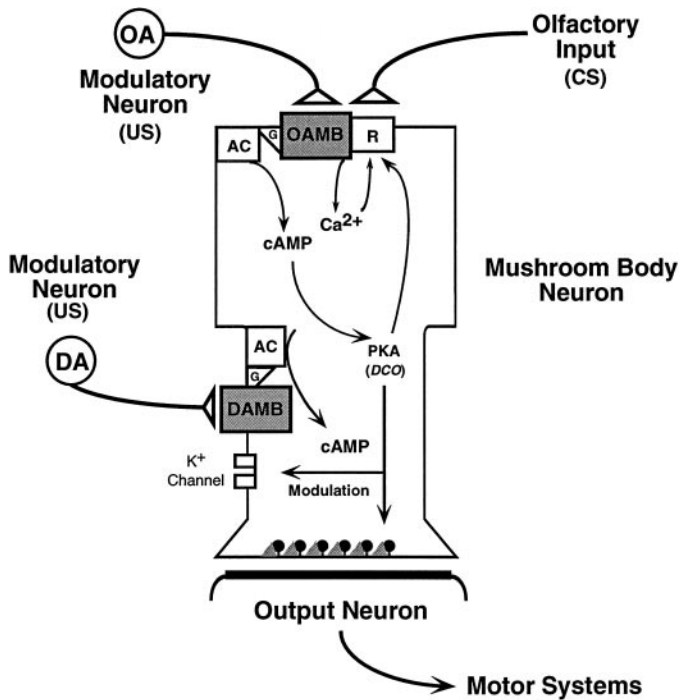 OA
Modulatory
Neuron
(US)
Olfactory
Input
(CS)
AC
G
OAMB
R
Ca2+
cAMP
Modulatory
Neuron
(US)
DA
Mushroom Body
Neuron
AC
G
DAMB
PKA
(DCO)
cAMP
K+
Channel
Modulation
Output Neuron
Motor Systems